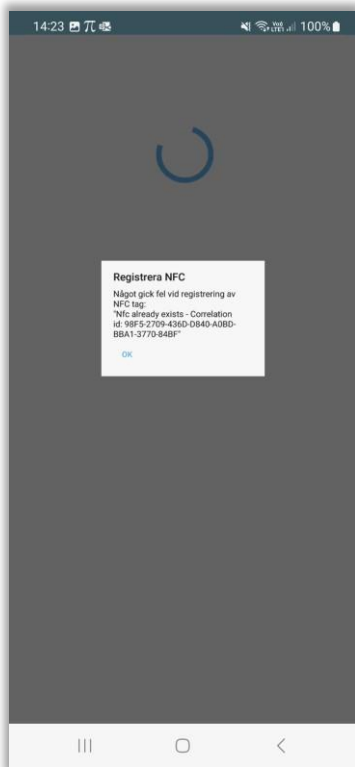 14:23 100%
Registrera NFC
Något gick fel vid registrering av
NFC tag:
"Nfc already exists - Correlation
id: 98F5-2709-436D-D840-A0BD-
BBA1-3770-84BF"
OK